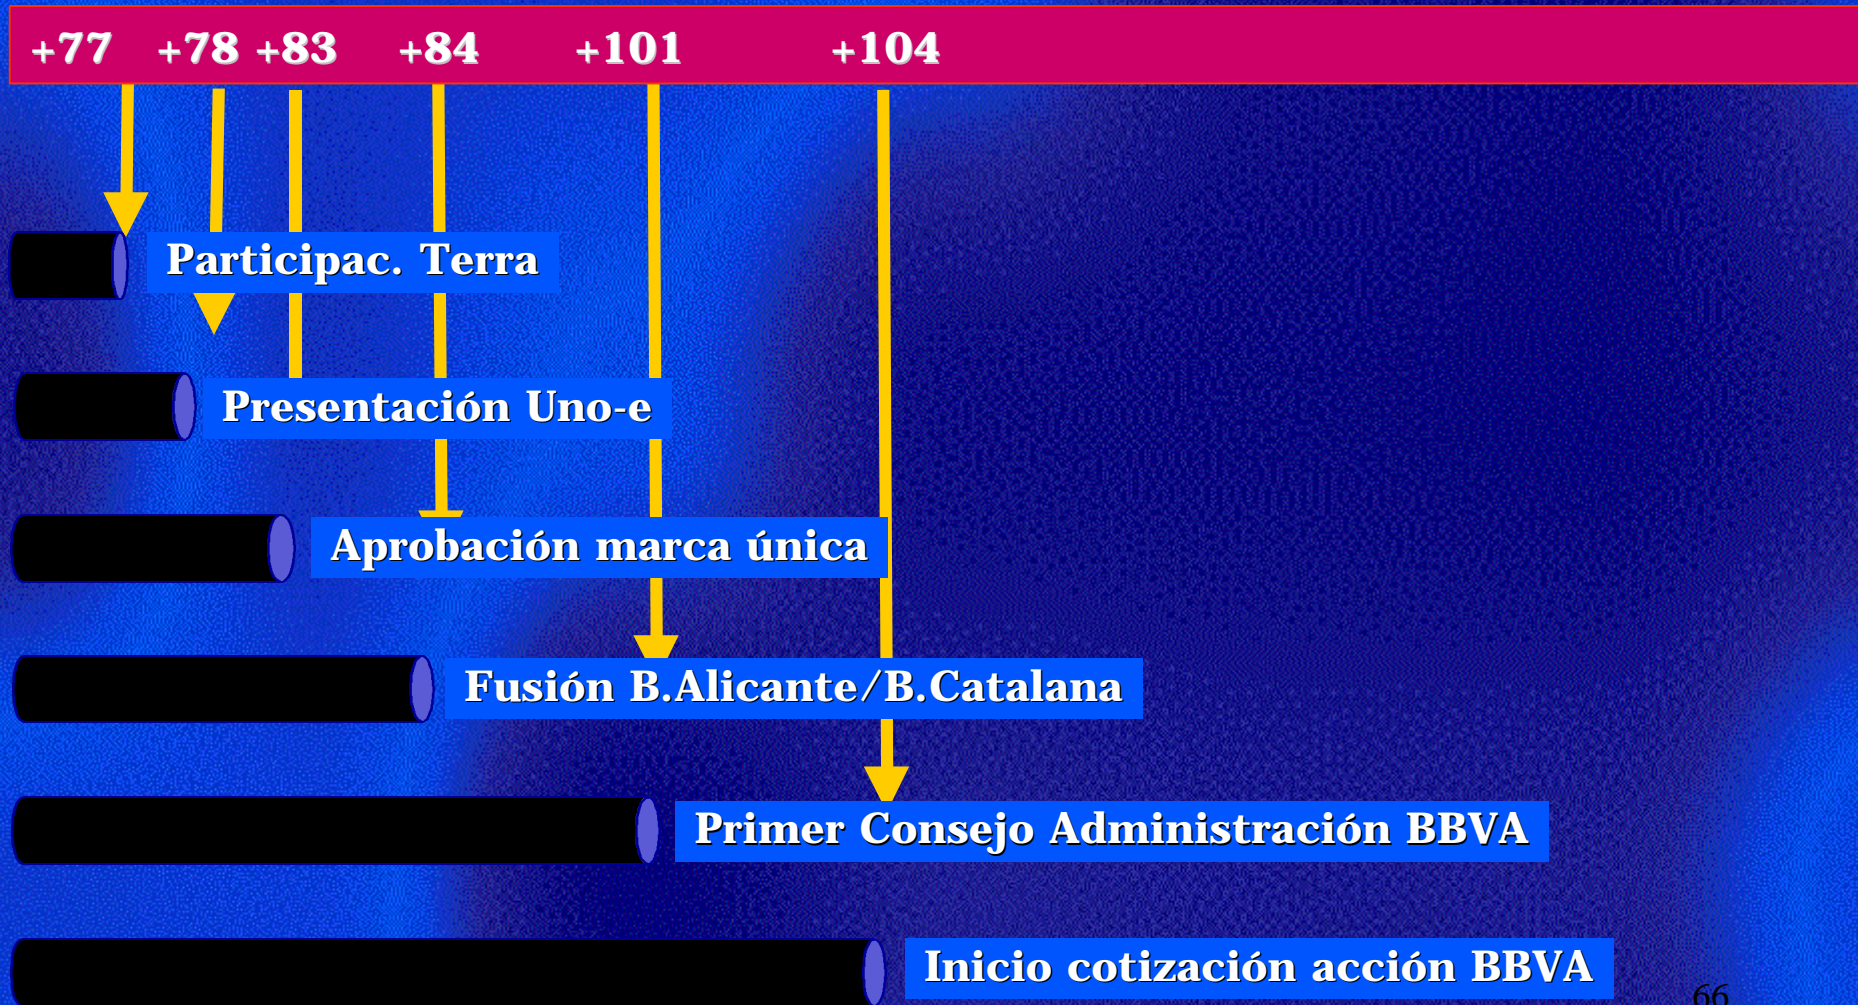 +77 +78 +83 +84 +101 +104
Participac. Terra
Presentación Uno-e
Aprobación marca única
Fusión B.Alicante/B.Catalana
Primer Consejo Administración BBVA
Inicio cotización acción BBVA
66